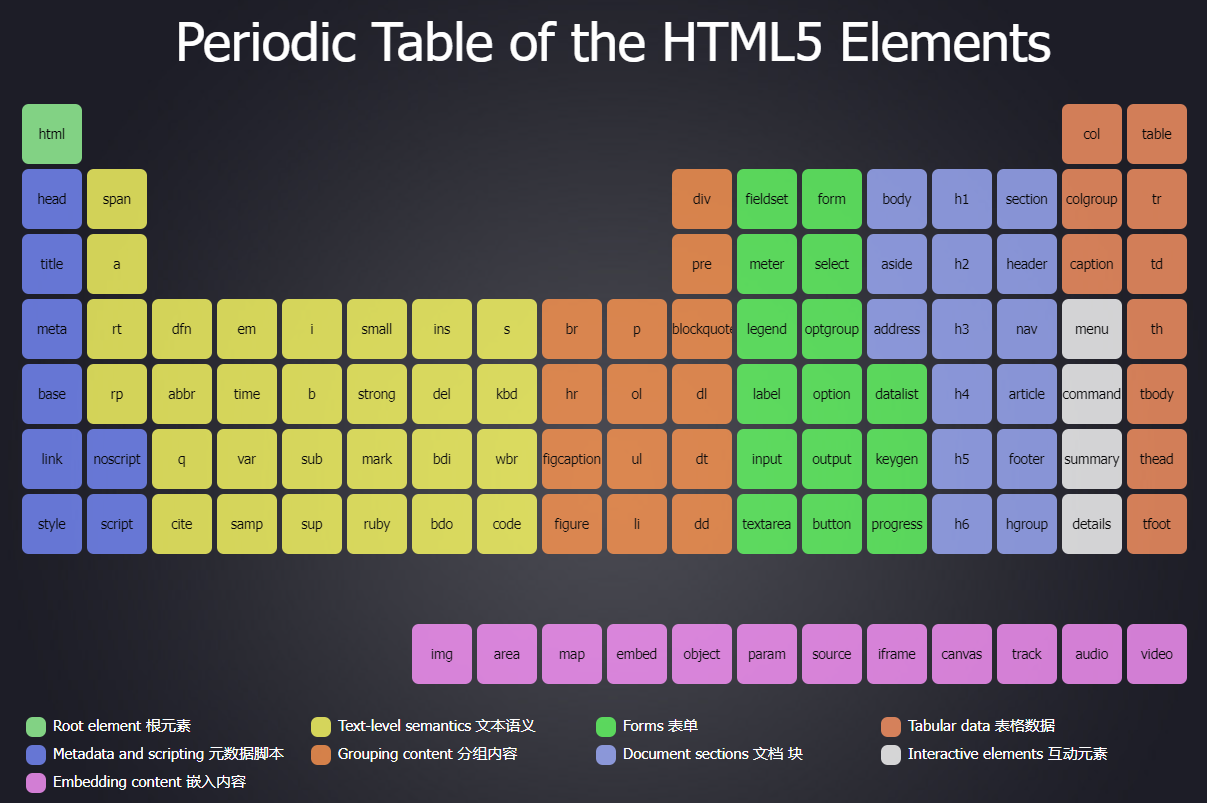 Periodic Table of the HTML5 Elements
html col table
head span div fieldset form body h1 section colgroup tr
title a pre meter select aside h2 header caption td
meta rt dfn em i small ins s br p blockquote legend optgroup address h3 nav menu th
base rp abbr time b strong del kbd hr ol dl label option datalist h4 article command tbody
link noscript q var sub mark bdi wbr figcaption ul dt input output keygen h5 footer summary thead
style script cite samp sup ruby bdo code figure li dd textarea button progress h6 hgroup details tfoot
img area map embed object param source iframe canvas track audio video
Root element 根元素 Text-level semantics 文本语义 Forms 表单 Tabular data 表格数据
Metadata and scripting 元数据脚本 Grouping content 分组内容 Document sections 文档 块 Interactive elements 互动元素
Embedding content 嵌入内容